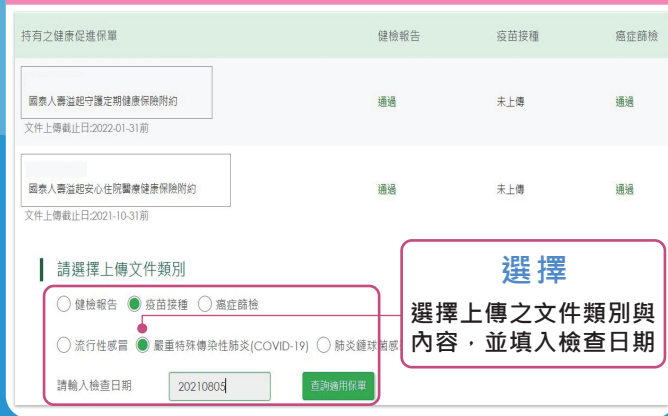 持有之健康促進保單 健檢報告 疫苗接種 癌症篩檢
國泰人壽溢起守護定期健康保險附約 通過 未上傳 通過
文件上傳截止日:2022-01-31前
國泰人壽溢起安心住院醫療健康保險附約 通過 未上傳 通過
文件上傳截止日:2021-10-31前
請選擇上傳文件類別
健檢報告 疫苗接種 癌症篩檢
流行性感冒 嚴重特殊傳染性肺炎(COVID-19) 肺炎鏈球菌感
請輸入檢查日期 20210805 查詢適用保單
選擇
選擇上傳之文件類別與
內容，並填入檢查日期